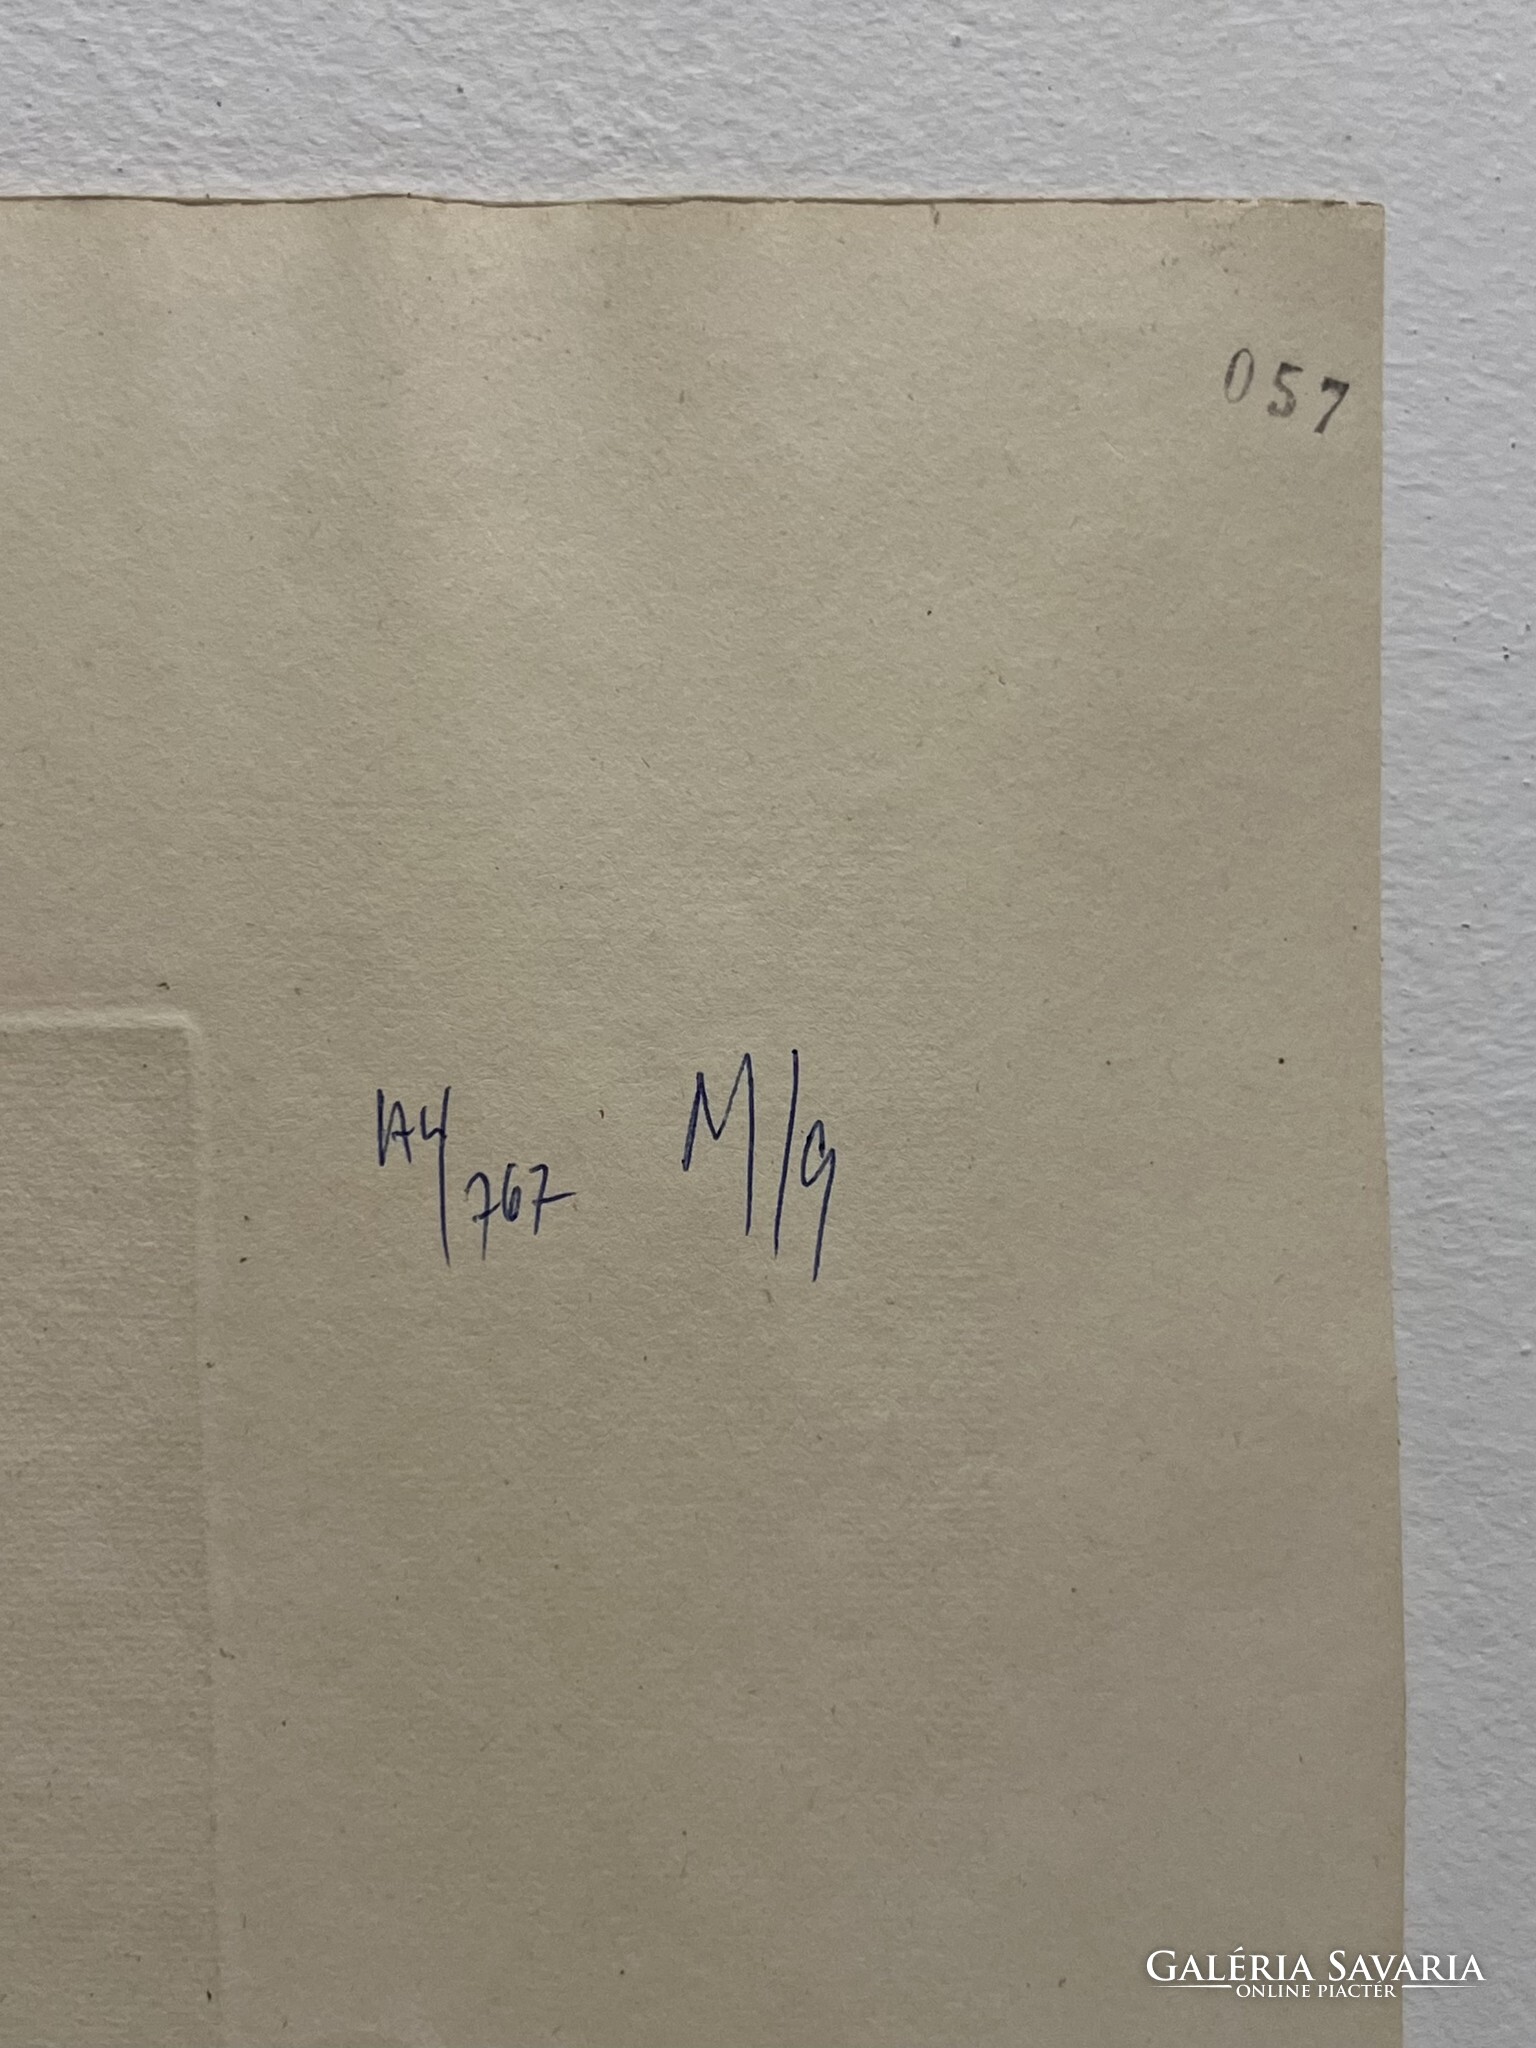 057
144/767 M/9
GALÉRIA SAVARIA
ONLINE PIACTÉR